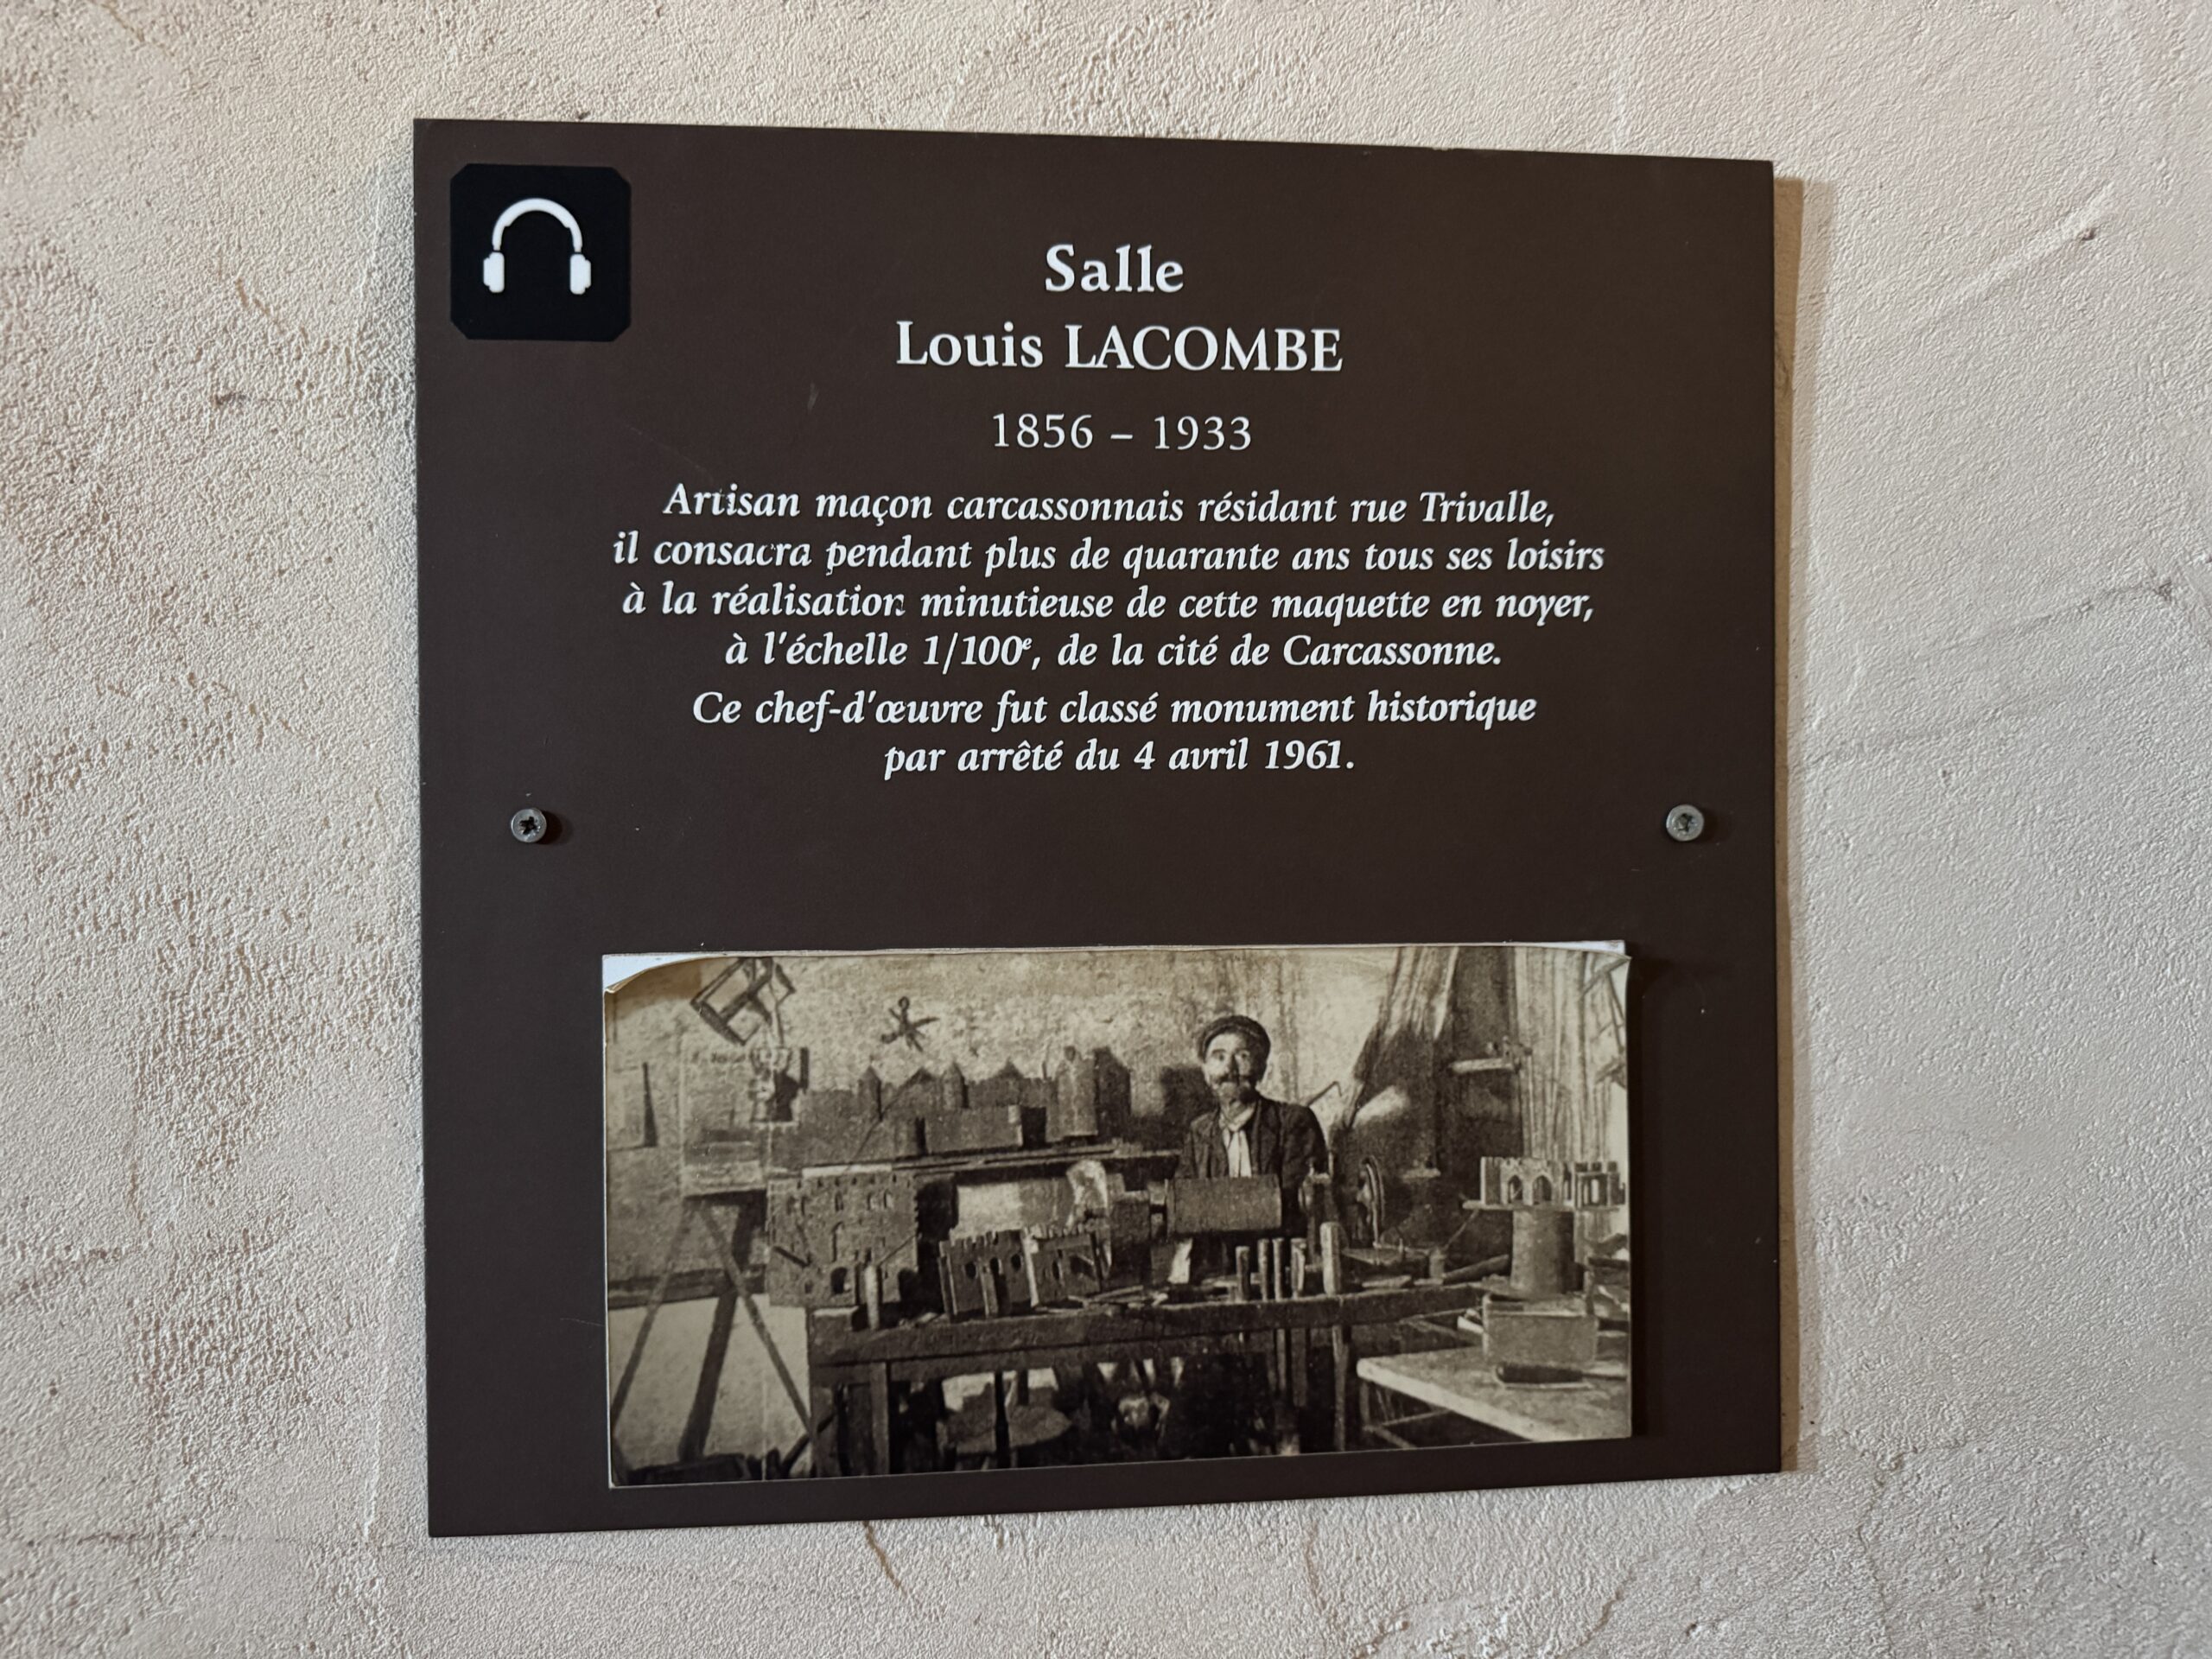 Salle
Louis LACOMBE
1856 – 1933
Artisan maçon carcassonnais résidant rue Trivalle,
il consacra pendant plus de quarante ans tous ses loisirs
à la réalisation minutieuse de cette maquette en noyer,
à l'échelle 1/100ᵉ, de la cité de Carcassonne.
Ce chef-d'œuvre fut classé monument historique
par arrêté du 4 avril 1961.